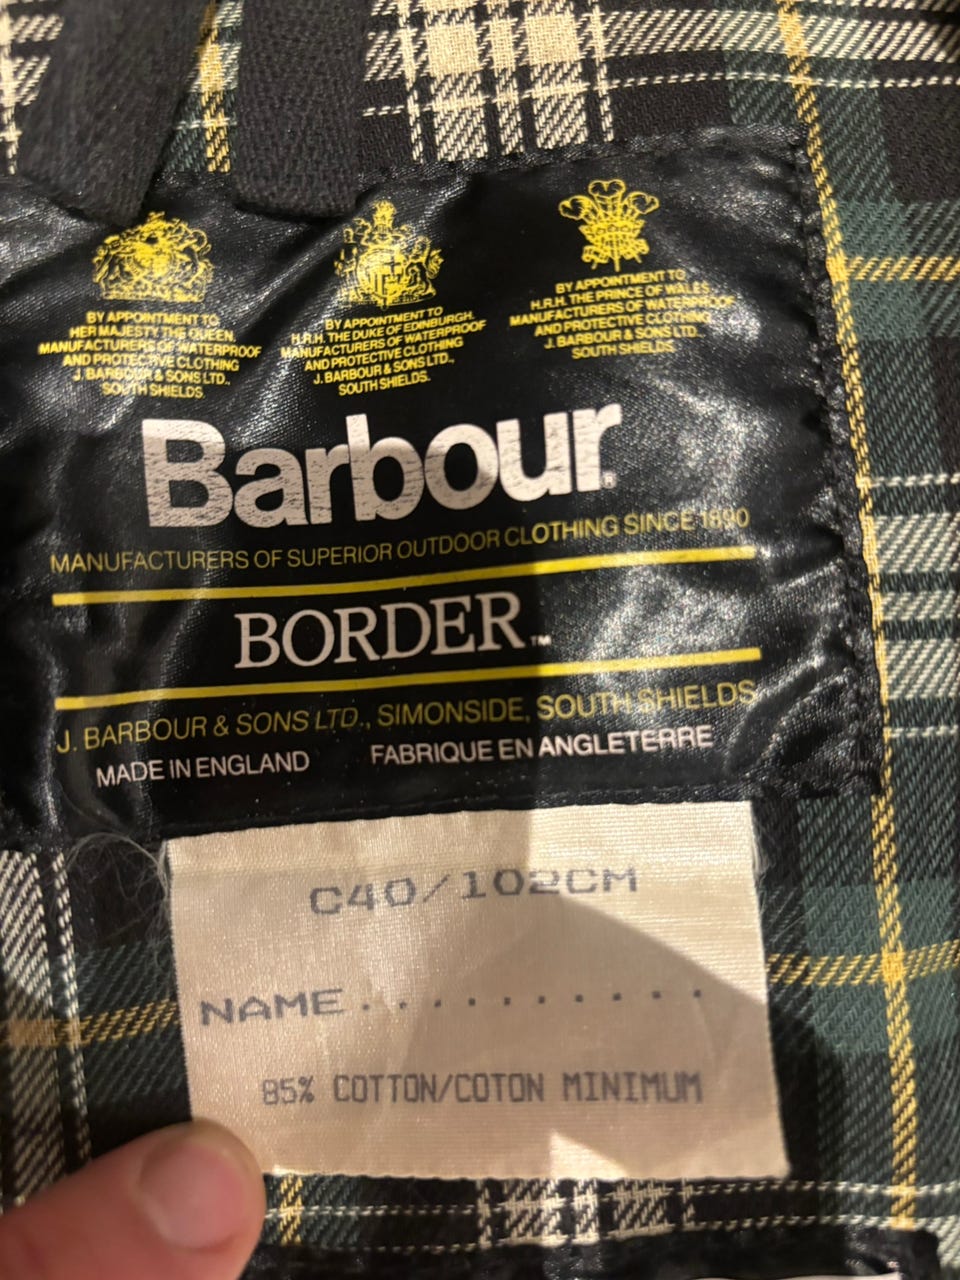 BY APPOINTMENT TO
HER MAJESTY THE QUEEN.
MANUFACTURERS OF WATERPROOF
AND PROTECTIVE CLOTHING
J. BARBOUR & SONS LTD.,
SOUTH SHIELDS.
BY APPOINTMENT TO
H.R.H. THE DUKE OF EDINBURGH.
MANUFACTURERS OF WATERPROOF
AND PROTECTIVE CLOTHING
J. BARBOUR & SONS LTD.,
SOUTH SHIELDS.
BY APPOINTMENT TO
H.R.H. THE PRINCE OF WALES.
MANUFACTURERS OF WATERPROOF
AND PROTECTIVE CLOTHING
J. BARBOUR & SONS LTD.
SOUTH SHIELDS.
Barbour®
MANUFACTURERS OF SUPERIOR OUTDOOR CLOTHING SINCE 1890
BORDER™
J. BARBOUR & SONS LTD., SIMONSIDE, SOUTH SHIELDS
MADE IN ENGLAND FABRIQUE EN ANGLETERRE
C40/102CM
NAME...........
85% COTTON/COTON MINIMUM